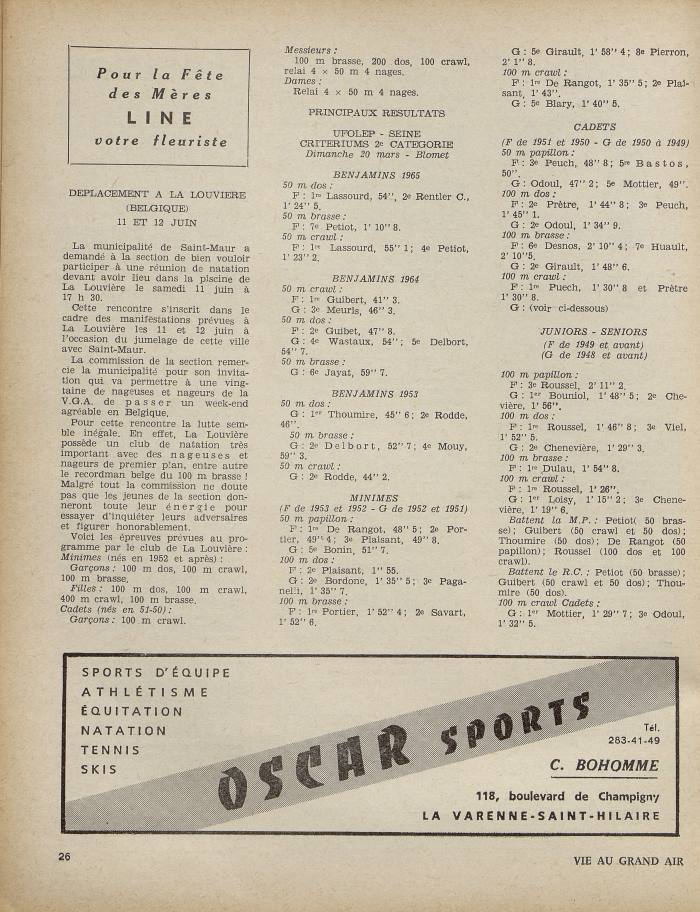 Pour la Fête
des Mères
LINE
votre fleuriste
DEPLACEMENT A LA LOUVIERE
(BELGIQUE)
11 ET 12 JUIN
La municipalité de Saint-Maur a
demandé à la section de bien vouloir
participer à une réunion de natation
devant avoir lieu dans la piscine de
La Louvière le samedi 11 juin à
17 h 30.
Cette rencontre s'inscrit dans le
cadre des manifestations prévues à
La Louvière les 11 et 12 juin à
l'occasion du jumelage de cette ville
avec Saint-Maur.
La commission de la section remer-
cie la municipalité pour son invita-
tion qui va permettre à une ving-
taine de nageuses et nageurs de la
V.G.A. de passer un week-end
agréable en Belgique.
Pour cette rencontre la lutte sem-
ble inégale. En effet, La Louvière
possède un club de natation très
important avec des nageuses et
nageurs de premier plan, entre autre
le recordman belge du 100 m brasse !
Malgré tout la commission ne doute
pas que les jeunes de la section don-
neront toute leur énergie pour
essayer d'inquiéter leurs adversaires
et figurer honorablement.
Voici les épreuves prévues au pro-
gramme par le club de La Louvière :
Minimes (nés en 1952 et après) :
Garçons : 100 m dos, 100 m crawl,
100 m brasse.
Filles : 100 m dos, 100 m crawl,
400 m crawl, 100 m brasse.
Cadets (nés en 51-50) :
Garçons : 100 m crawl.
Messieurs :
100 m brasse, 200 dos, 100 crawl,
relai 4 × 50 m 4 nages.
Dames :
Relai 4 × 50 m 4 nages.
PRINCIPAUX RESULTATS
UFOLEP - SEINE
CRITERIUMS 2e CATEGORIE
Dimanche 20 mars - Blomet
BENJAMINS 1965
50 m dos :
F : 1re Lassourd, 54", 2e Rentler C.,
1' 24" 5.
50 m brasse :
F : 7e Petiot, 1' 10" 8.
50 m crawl :
F : 1re Lassourd, 55" 1; 4e Petiot,
1' 23" 2.
BENJAMINS 1964
50 m crawl :
F : 1re Guibert, 41" 3.
G : 3e Meuris, 46" 3.
50 m dos :
F : 2e Guibet, 47" 8.
G : 4e Wastaux, 54"; 5e Delbort,
54" 7.
50 m brasse :
G : 6e Jayat, 59" 7.
BENJAMINS 1953
50 m dos :
G : 1er Thoumire, 45" 6; 2e Rodde,
46".
50 m brasse :
G : 2e Delbort, 52" 7; 4e Mouy,
59" 3.
50 m crawl :
G : 2e Rodde, 44" 2.
MINIMES
(F de 1953 et 1952 - G de 1952 et 1951)
50 m papillon :
F : 1re De Rangot, 48" 5; 2e Por-
tier, 49" 4; 3e Plaisant, 49" 8.
G : 5e Bonin, 51" 7.
100 m dos :
F : 2e Plaisant, 1" 55.
G : 2e Bordone, 1' 35" 5; 3e Paga-
nelli, 1' 35" 7.
100 m brasse :
F : 1re Portier, 1' 52" 4; 2e Savart,
1' 52" 6.
G : 5e Girault, 1' 58" 4; 8e Pierron,
2' 1" 8.
100 m crawl :
F : 1re De Rangot, 1' 35" 5; 2e Plai-
sant, 1' 43".
G : 5e Blary, 1' 40" 5.
CADETS
(F de 1951 et 1950 - G de 1950 à 1949)
50 m papillon :
F : 3e Peuch, 48" 8; 5me Bastos,
50".
G : Odoul, 47" 2; 5e Mottier, 49".
100 m dos :
F : 2e Prêtre, 1' 44" 8; 3e Peuch,
1' 45" 1.
G : 2e Odoul, 1' 34" 9.
100 m brasse :
F : 6e Desnos, 2' 10" 4; 7e Huault,
2' 10"5.
G : 2e Girault, 1' 48" 6.
100 m crawl :
F : 1re Puech, 1' 30" 8 et Prêtre
1' 30" 8.
G : (voir ci-dessous)
JUNIORS - SENIORS
(F de 1949 et avant)
(G de 1948 et avant)
100 m papillon :
F : 3e Roussel, 2' 11" 2.
G : 1er Bouniol, 1' 48" 5; 2e Che-
vière, 1' 56".
100 m dos :
F : 1re Roussel, 1' 46" 8; 3e Viel,
1' 52" 5.
G : 2e Chenevière, 1' 29" 3.
100 m brasse :
F : 1re Dulau, 1' 54" 8.
100 m crawl :
F : 1re Roussel, 1' 26".
G : 1er Loisy, 1' 15" 2; 3e Chene-
vière, 1' 19" 6.
Battent la M.P. : Petiot( 50 bras-
se); Guibert (50 crawl et 50 dos);
Thoumire (50 dos); De Rangot (50
papillon); Roussel (100 dos et 100
crawl).
Battent le R.C. : Petiot (50 brasse);
Guibert (50 crawl et 50 dos); Thou-
mire (50 dos).
100 m crawl Cadets :
G : 1er Mottier, 1' 29" 7; 3e Odoul,
1' 32" 5.
SPORTS D'ÉQUIPE
ATHLÉTISME
ÉQUITATION
NATATION
TENNIS
SKIS
OSCAR SPORTS
Tél.
283-41-49
C. BOHOMME
118, boulevard de Champigny
LA VARENNE-SAINT-HILAIRE
26
VIE AU GRAND AIR